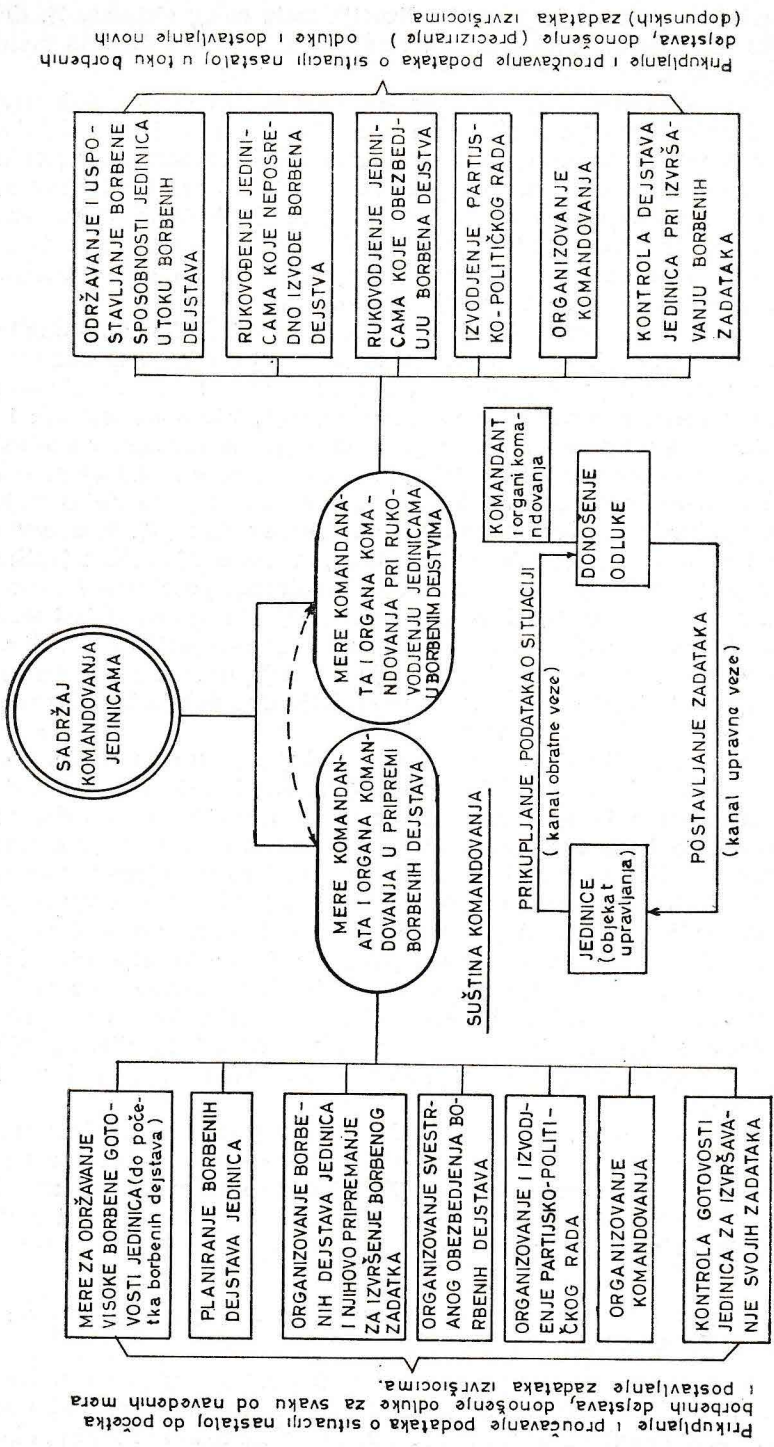 SADRŽAJ
KOMANDOVANJA
JEDINICAMA
MERE KOMANDAN-
ATA I ORGANA KOMAN-
DOVANJA U PRIPREMI
BORBENIH DEJSTAVA
MERE KOMANDANA-
TA I ORGANA KOMA-
NDOVANJA PRI RUKO-
VODJENJU JEDINICAMA
U BORBENIM DEJSTVIMA
MERE ZA ODRŽAVANJE
VISOKE BORBENE GOTO-
VOSTI JEDINICA (do poče-
tka borbenih dejstava)
PLANIRANJE BORBENIH
DEJSTAVA JEDINICA
ORGANIZOVANJE BORBE-
NIH DEJSTAVA JEDINICA
I NJIHOVO PRIPREMANJE
ZA IZVRŠENJE BORBENOG
ZADATKA
ORGANIZOVANJE SVESTR-
ANOG OBEZBEDJENJA BO-
RBENIH DEJSTAVA
ORGANIZOVANJE I IZVODJ-
ENJE PARTIJSKO-POLITI-
ČKOG RADA
ORGANIZOVANJE
KOMANDOVANJA
KONTROLA GOTOVOSTI
JEDINICA ZA IZVRŠAVA-
NJE SVOJIH ZADATAKA
Prikupljanje i proučavanje podataka o situaciji nastaloj do početka
borbenih dejstava, donošenje odluke za svaku od navedenih mera
i postavljanje zadataka izvršiocima.
SUŠTINA KOMANDOVANJA
JEDINICE
(objekat
upravljanja)
PRIKUPLJANJE PODATAKA O SITUACIJI
(kanal obratne veze)
KOMANDANT
i organi koma-
ndovanja
DONOŠENJE
ODLUKE
POSTAVLJANJE ZADATAKA
(kanal upravne veze)
ODRŽAVANJE I USPO-
STAVLJANJE BORBENE
SPOSOBNOSTI JEDINICA
U TOKU BORBENIH
DEJSTAVA
RUKOVOĐENJE JEDINI-
CAMA KOJE NEPOSRE-
DNO IZVODE BORBENA
DEJSTVA
RUKOVODJENJE JEDINI-
CAMA KOJE OBEZBEDJ-
UJU BORBENA DEJSTVA
IZVODJENJE PARTIJS-
KO-POLITIČKOG RADA
ORGANIZOVANJE
KOMANDOVANJA
KONTROLA DEJSTAVA
JEDINICA PRI IZVRŠA-
VANJU BORBENIH
ZADATAKA
Prikupljanje i proučavanje podataka o situaciji nastaloj u toku borbenih
dejstava, donošenje (preciziranje) odluke i dostavljanje novih
(dopunskih) zadataka izvršiocima